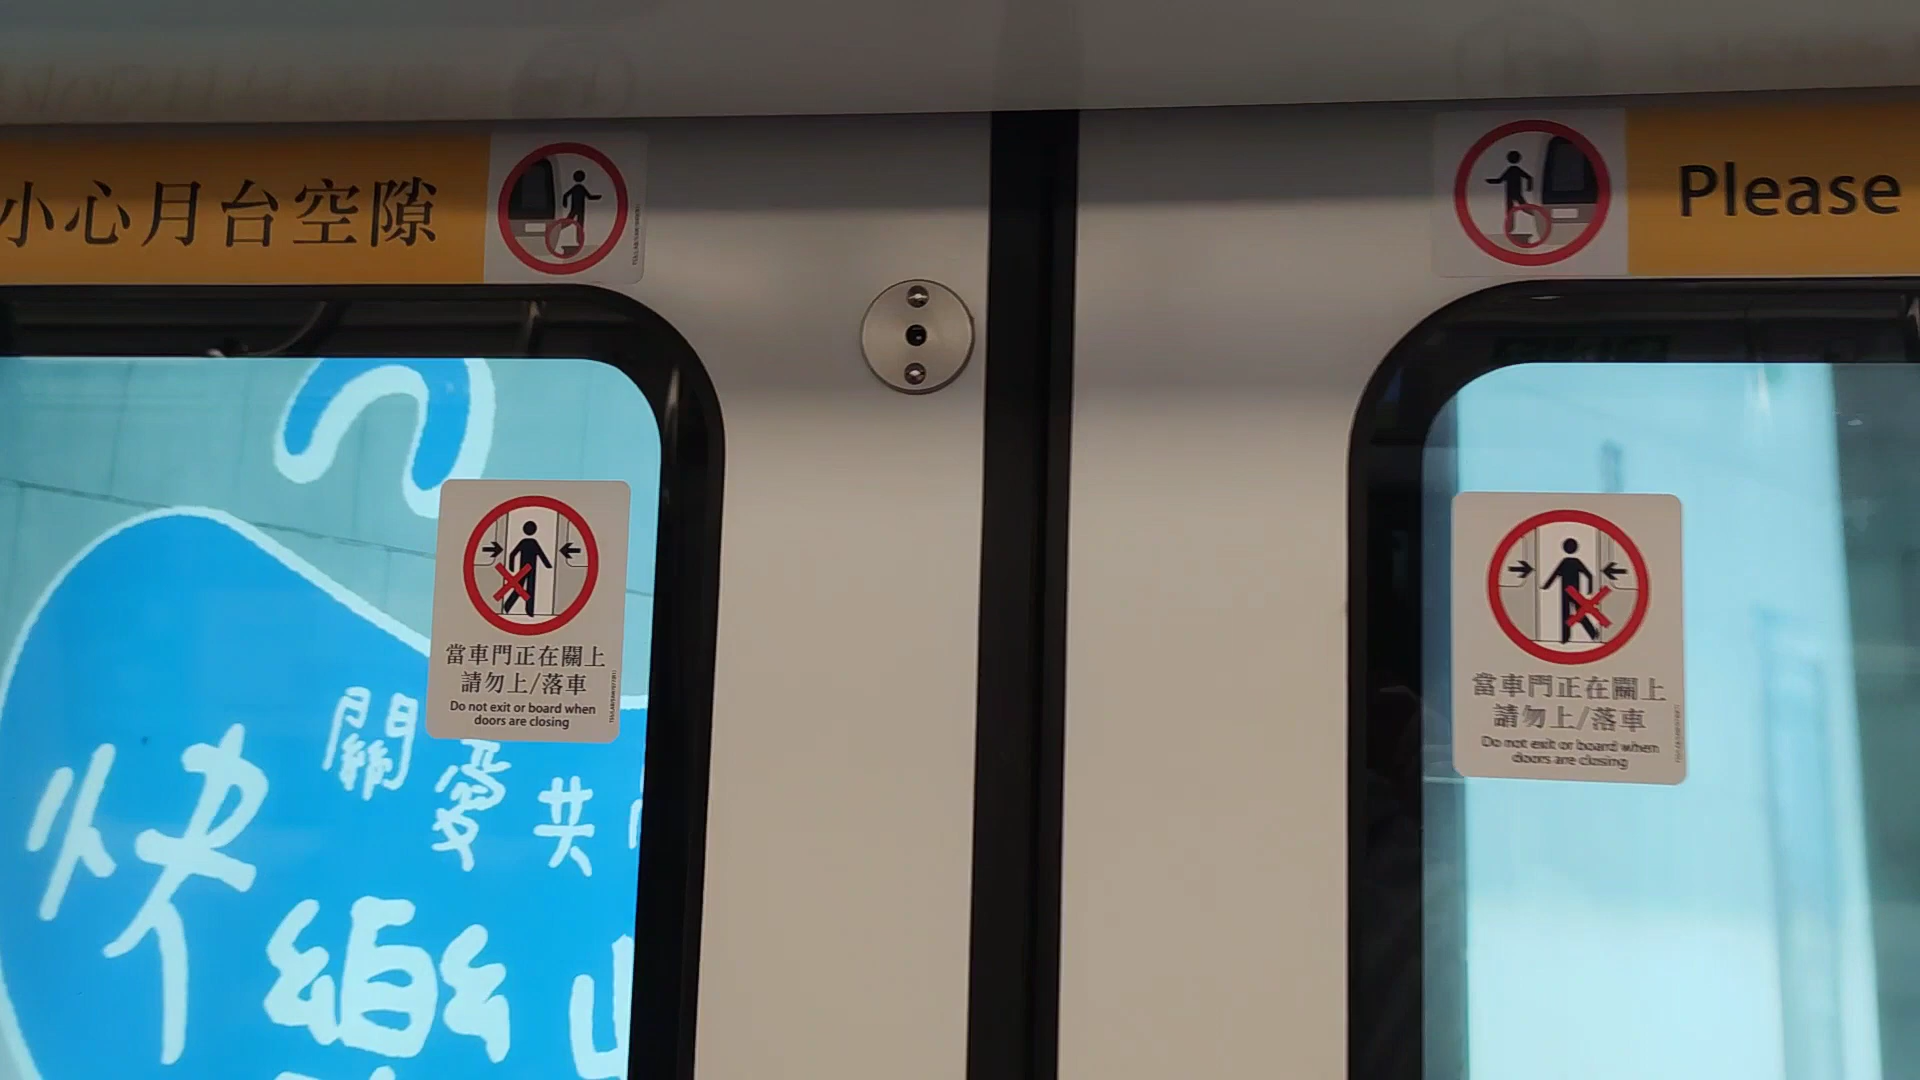 小心月台空隙
Please
當車門正在關上
請勿上/落車
Do not exit or board when
doors are closing
當車門正在關上
請勿上/落車
Do not exit or board when
doors are closing
關愛共
快樂